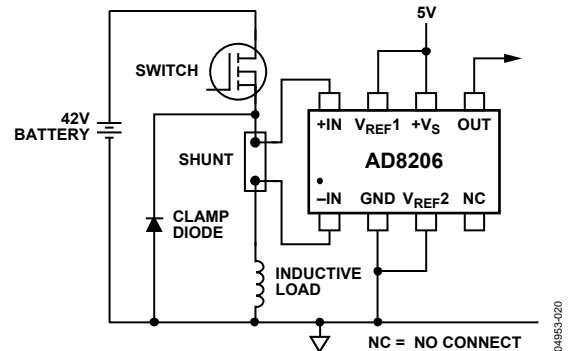 5V
SWITCH
42V
BATTERY
+IN VREF1 +VS OUT
SHUNT
AD8206
–IN GND VREF2 NC
CLAMP
DIODE
INDUCTIVE
LOAD
NC = NO CONNECT
04953-020